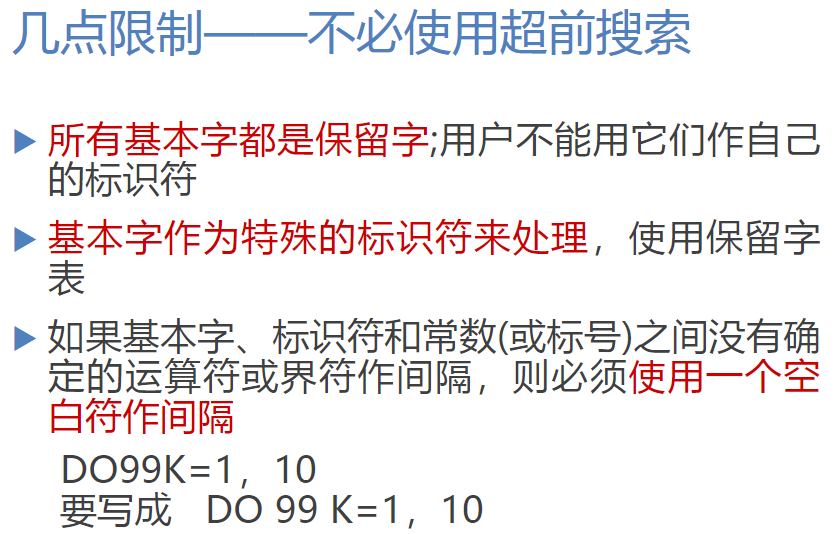 几点限制——不必使用超前搜索
所有基本字都是保留字;用户不能用它们作自己
的标识符
基本字作为特殊的标识符来处理，使用保留字
表
如果基本字、标识符和常数(或标号)之间没有确
定的运算符或界符作间隔，则必须使用一个空
白符作间隔
DO99K=1，10
要写成 DO 99 K=1，10